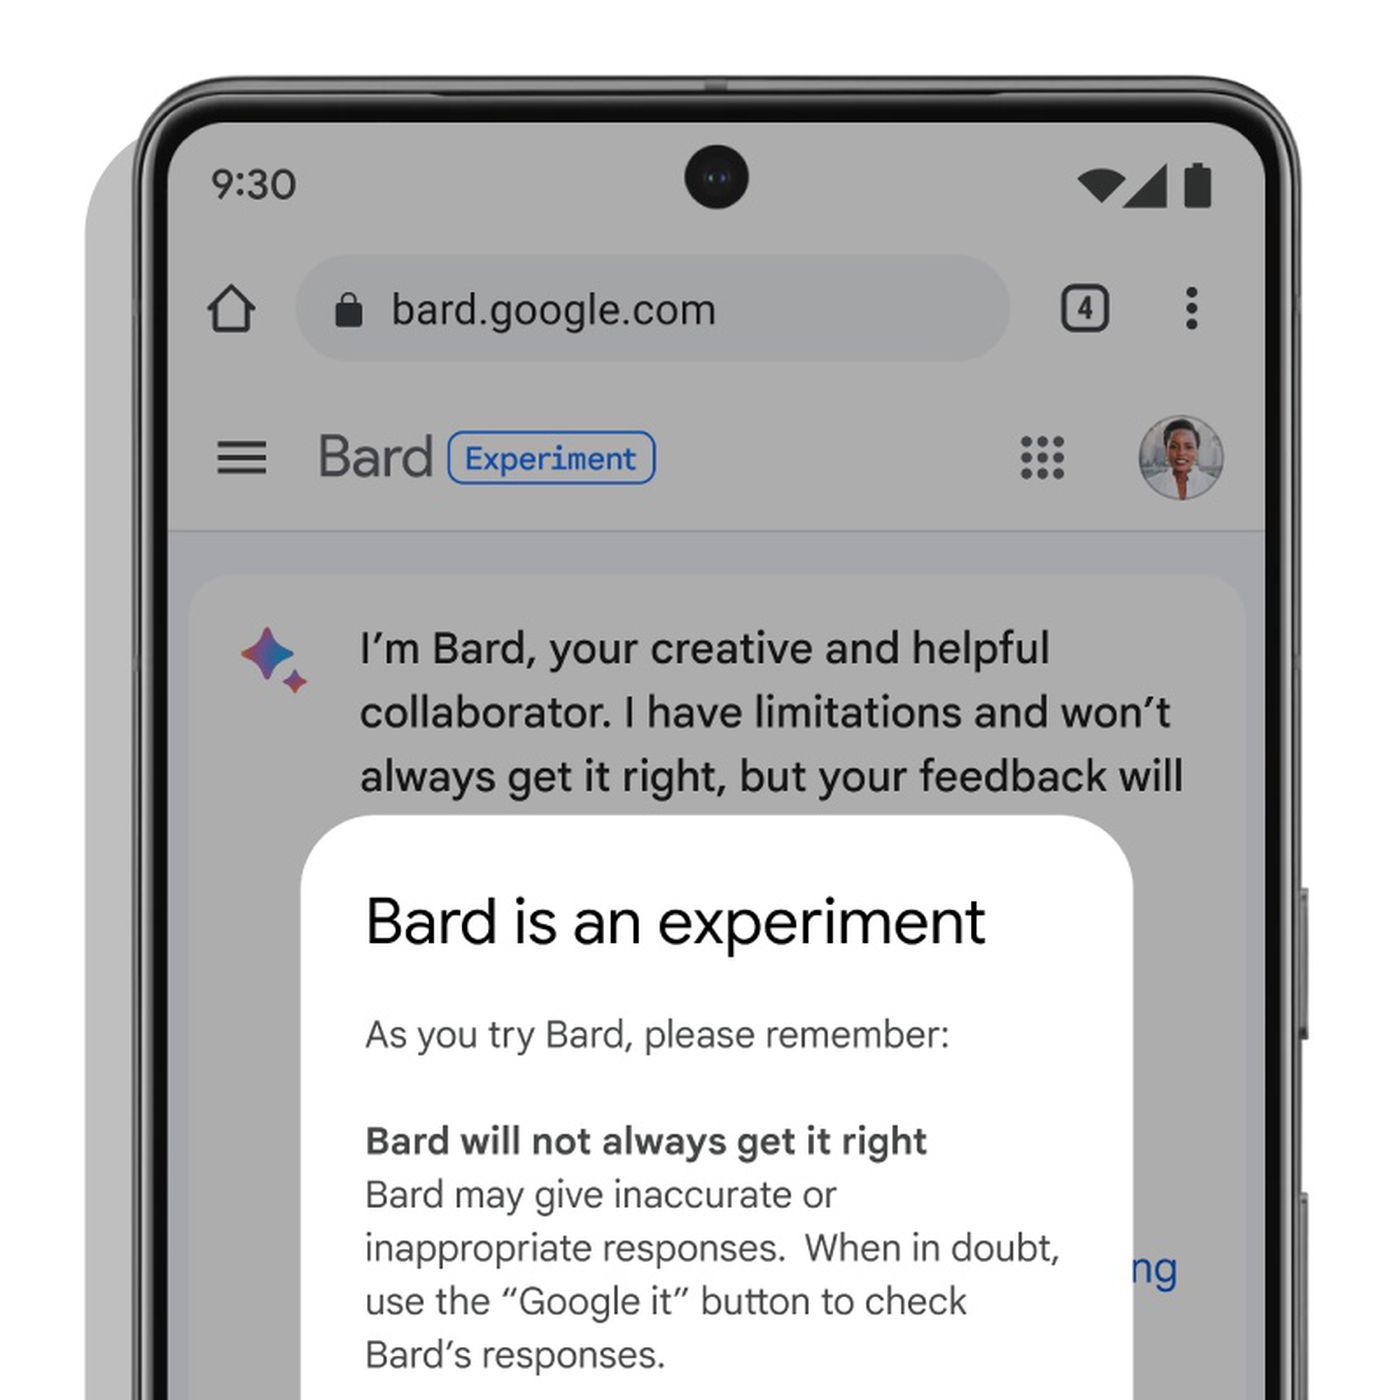 9:30
bard.google.com
4
Bard Experiment
I’m Bard, your creative and helpful
collaborator. I have limitations and won’t
always get it right, but your feedback will
Bard is an experiment
As you try Bard, please remember:
Bard will not always get it right
Bard may give inaccurate or
inappropriate responses.  When in doubt,
ng
use the “Google it” button to check
Bard’s responses.